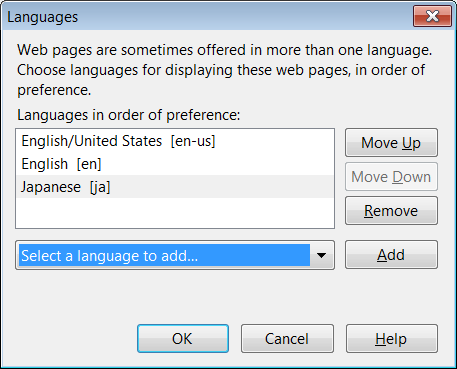 Languages
Web pages are sometimes offered in more than one language.
Choose languages for displaying these web pages, in order of
preference.
Languages in order of preference:
English/United States [en-us]
English [en]
Japanese [ja]
Move Up
Move Down
Remove
Select a language to add...
Add
OK
Cancel
Help